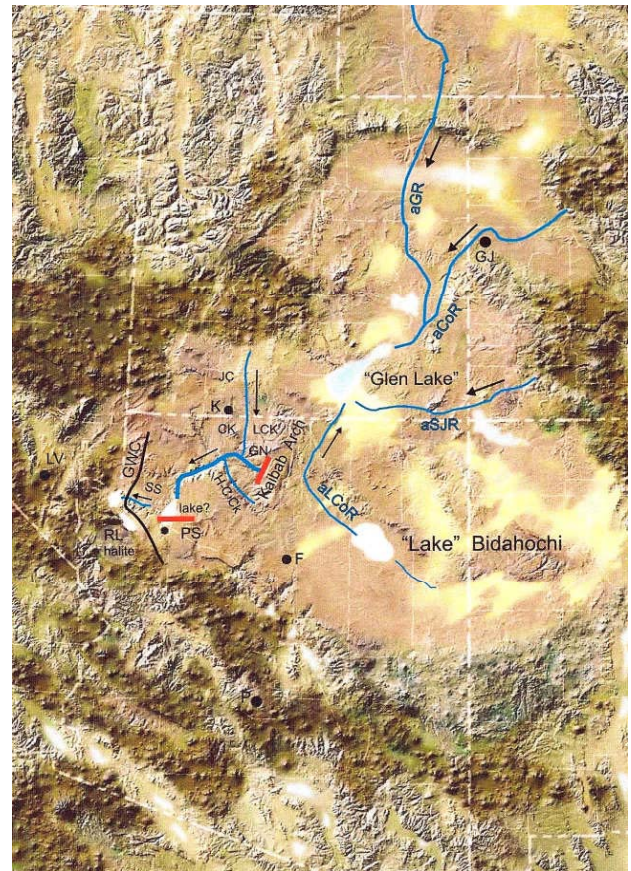 aGR
GJ
aCoR
"Glen Lake"
JC
K
aSJR
OK
LCK
GN
Kaibab Arch
LV
GWC
SS
HCCK
aLCoR
lake?
RL
PS
halite
"Lake" Bidahochi
F
P